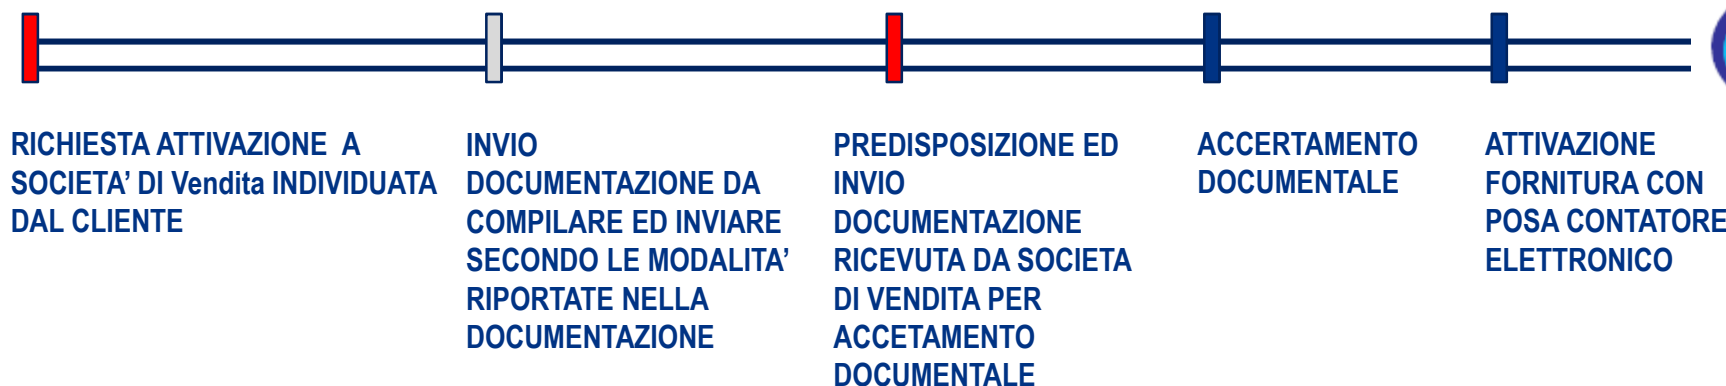 RICHIESTA ATTIVAZIONE A
SOCIETA’ DI Vendita INDIVIDUATA
DAL CLIENTE
INVIO
DOCUMENTAZIONE DA
COMPILARE ED INVIARE
SECONDO LE MODALITA’
RIPORTATE NELLA
DOCUMENTAZIONE
PREDISPOSIZIONE ED
INVIO
DOCUMENTAZIONE
RICEVUTA DA SOCIETA
DI VENDITA PER
ACCETAMENTO
DOCUMENTALE
ACCERTAMENTO
DOCUMENTALE
ATTIVAZIONE
FORNITURA CON
POSA CONTATORE
ELETTRONICO